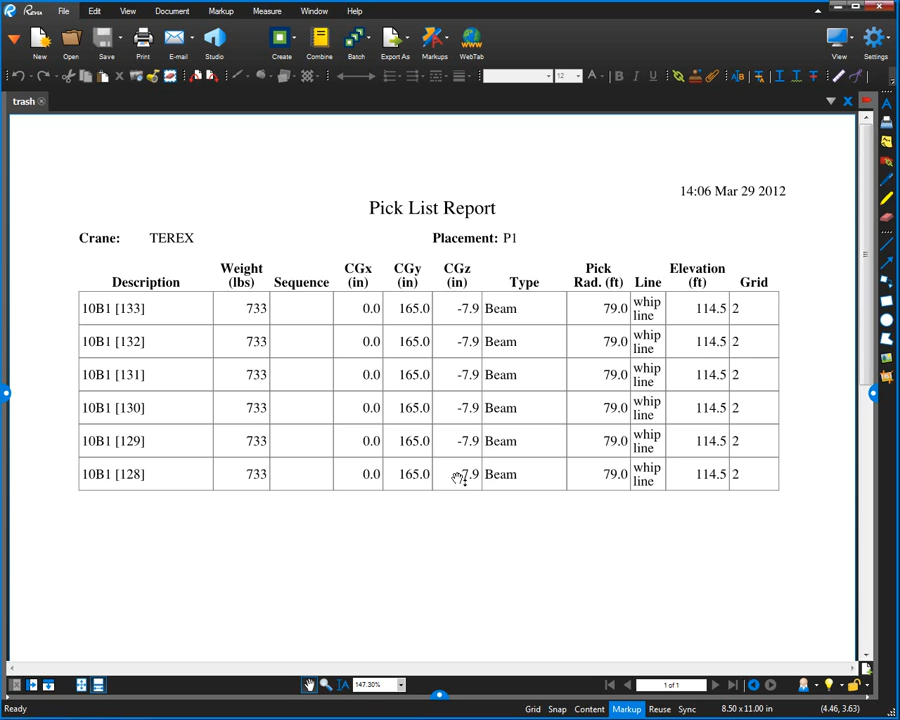 REVU File Edit View Document Markup Measure Window Help
New Open Save Print E-mail Studio Create Combine Batch Export As Markups WebTab View Settings
12 A B I U
trash
14:06 Mar 29 2012
Pick List Report
Crane: TEREX Placement: P1
Description Weight (lbs) Sequence CGx (in) CGy (in) CGz (in) Type Pick Rad. (ft) Line Elevation (ft) Grid
10B1 [133] 733 0.0 165.0 -7.9 Beam 79.0 whip line 114.5 2
10B1 [132] 733 0.0 165.0 -7.9 Beam 79.0 whip line 114.5 2
10B1 [131] 733 0.0 165.0 -7.9 Beam 79.0 whip line 114.5 2
10B1 [130] 733 0.0 165.0 -7.9 Beam 79.0 whip line 114.5 2
10B1 [129] 733 0.0 165.0 -7.9 Beam 79.0 whip line 114.5 2
10B1 [128] 733 0.0 165.0 -7.9 Beam 79.0 whip line 114.5 2
147.30% 1 of 1
Ready Grid Snap Content Markup Reuse Sync 8.50 x 11.00 in (4.46, 3.63)